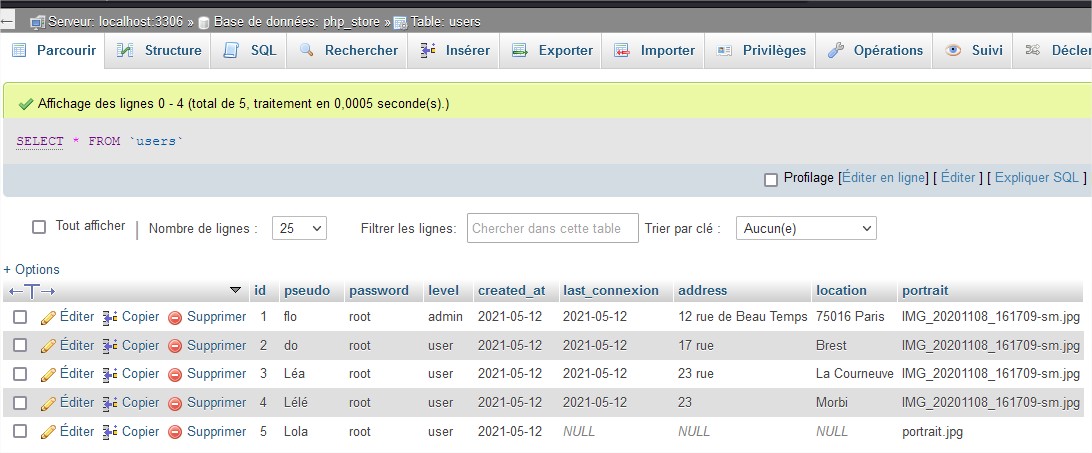 Serveur: localhost:3306 » Base de données: php_store » Table: users
Parcourir Structure SQL Rechercher Insérer Exporter Importer Privilèges Opérations Suivi Décler
Affichage des lignes 0 - 4 (total de 5, traitement en 0,0005 seconde(s).)
SELECT * FROM `users`
Profilage [Éditer en ligne] [ Éditer ] [ Expliquer SQL ]
Tout afficher | Nombre de lignes : 25 Filtrer les lignes: Chercher dans cette table Trier par clé : Aucun(e)
+ Options
←T→ id pseudo password level created_at last_connexion address location portrait
Éditer Copier Supprimer 1 flo root admin 2021-05-12 2021-05-12 12 rue de Beau Temps 75016 Paris IMG_20201108_161709-sm.jpg
Éditer Copier Supprimer 2 do root user 2021-05-12 2021-05-12 17 rue Brest IMG_20201108_161709-sm.jpg
Éditer Copier Supprimer 3 Léa root user 2021-05-12 2021-05-12 23 rue La Courneuve IMG_20201108_161709-sm.jpg
Éditer Copier Supprimer 4 Lélé root user 2021-05-12 2021-05-12 23 Morbi IMG_20201108_161709-sm.jpg
Éditer Copier Supprimer 5 Lola root user 2021-05-12 NULL NULL NULL portrait.jpg